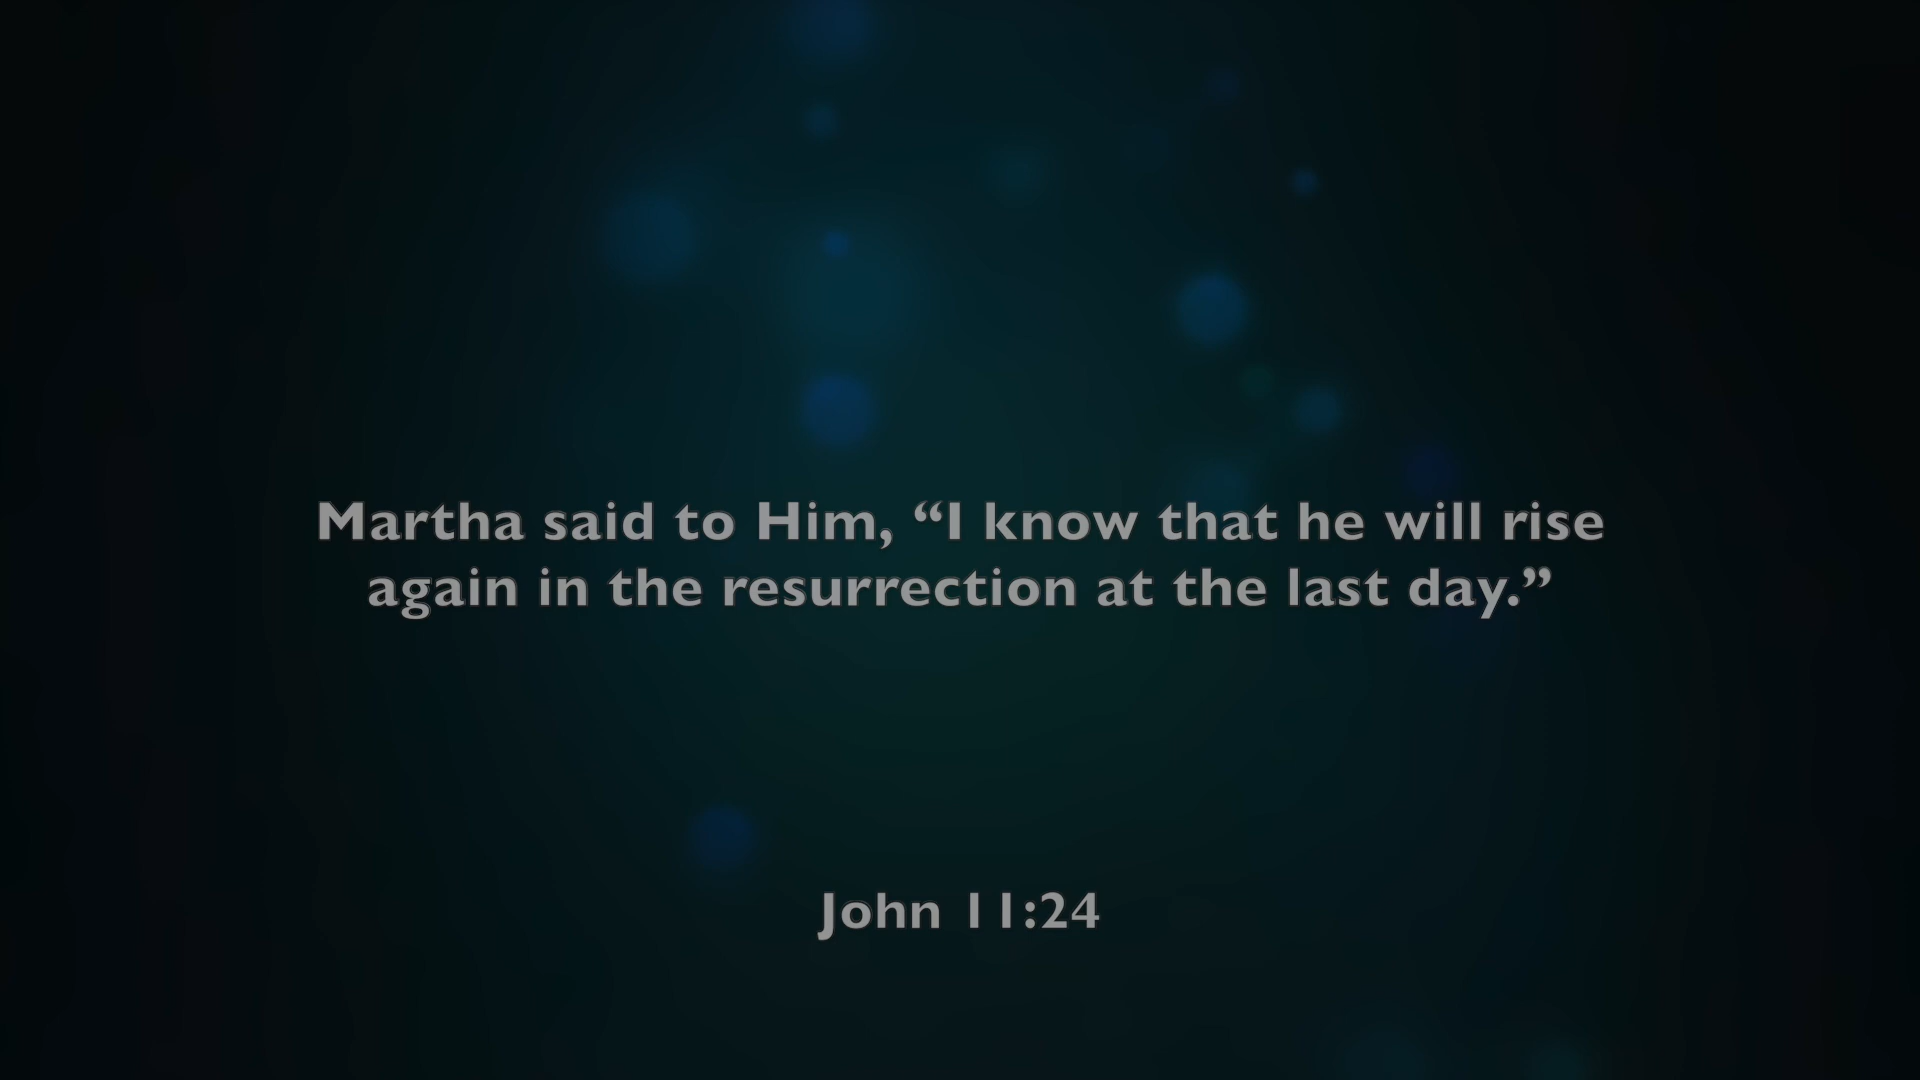 Martha said to Him, “I know that he will rise
again in the resurrection at the last day.”
John 11:24